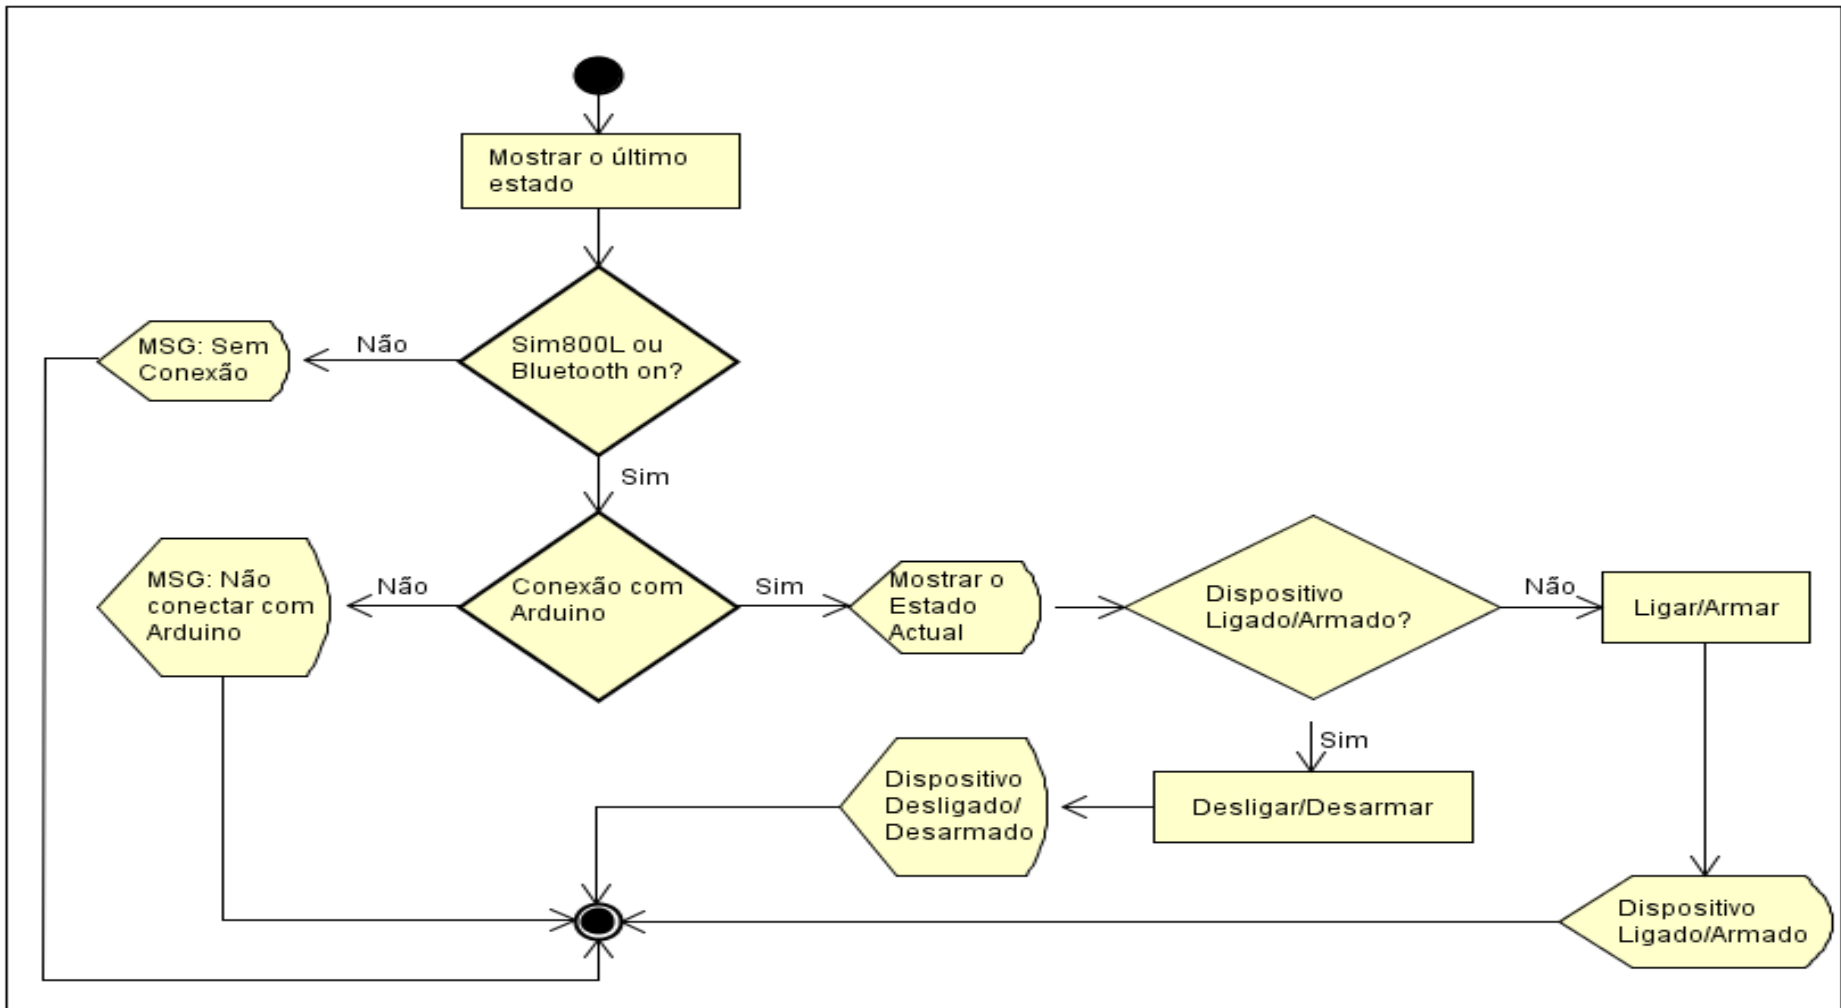 Mostrar o último
estado
Sim800L ou
Bluetooth on?
Não
MSG: Sem
Conexão
Sim
Conexão com
Arduino
Não
MSG: Não
conectar com
Arduino
Sim
Mostrar o
Estado
Actual
Dispositivo
Ligado/Armado?
Não
Ligar/Armar
Sim
Desligar/Desarmar
Dispositivo
Desligado/
Desarmado
Dispositivo
Ligado/Armado